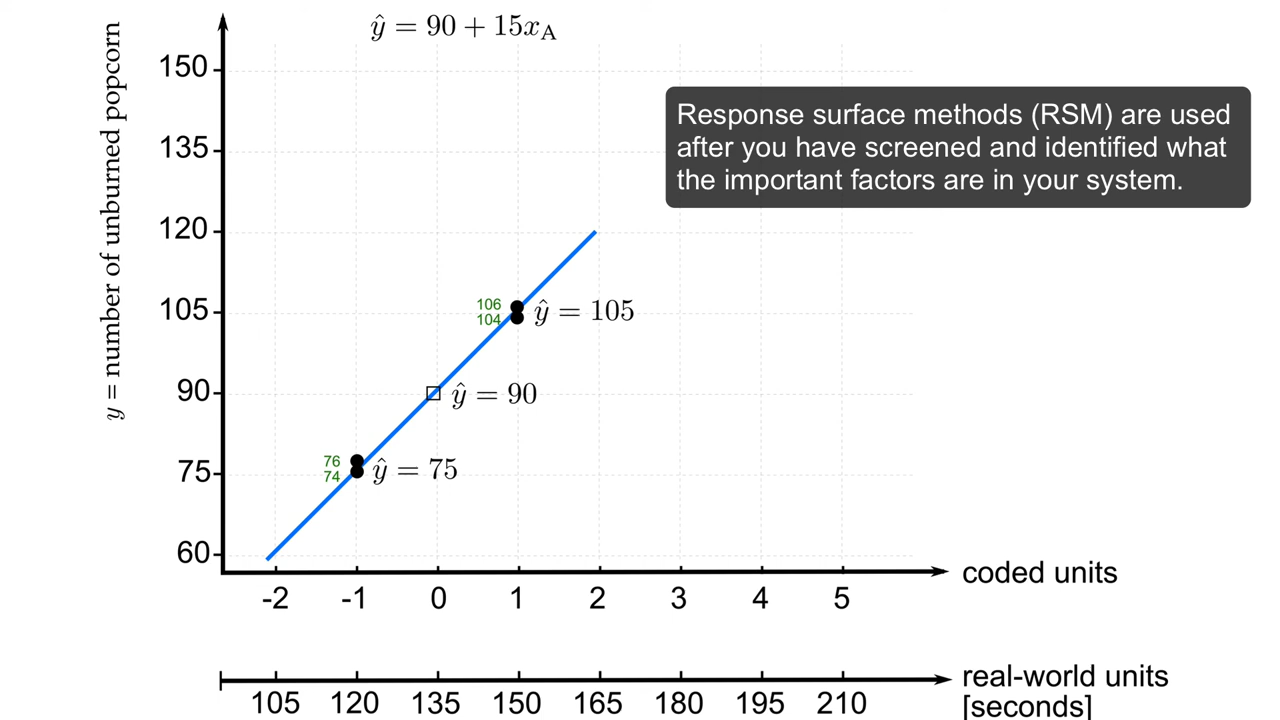 ŷ = 90 + 15x_A
Response surface methods (RSM) are used
after you have screened and identified what
the important factors are in your system.
y = number of unburned popcorn
150
135
120
105
90
75
60
106
104
ŷ = 105
ŷ = 90
76
74
ŷ = 75
-2 -1 0 1 2 3 4 5
coded units
105 120 135 150 165 180 195 210
real-world units
[seconds]